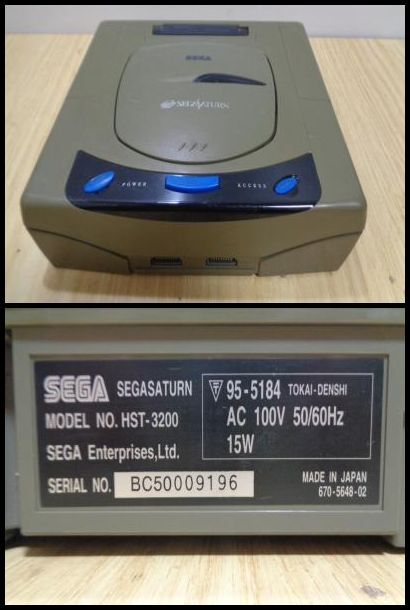 SEGA
SEGASATURN
POWER
ACCESS
SEGA SEGASATURN
MODEL NO. HST-3200
SEGA Enterprises,Ltd.
SERIAL NO. BC50009196
95-5184 TOKAI-DENSHI
AC 100V 50/60Hz
15W
MADE IN JAPAN
670-5648-02